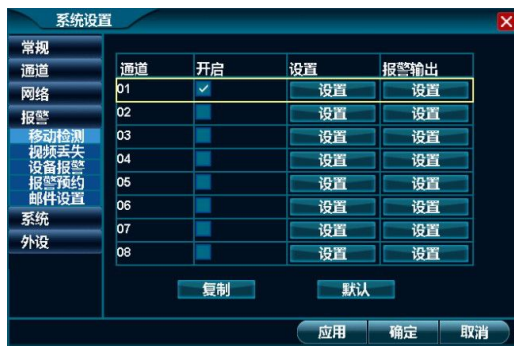 系统设置
常规
通道
网络
报警
移动检测
视频丢失
设备报警
报警预约
邮件设置
系统
外设
通道 开启 设置 报警输出
01 设置 设置
02 设置 设置
03 设置 设置
04 设置 设置
05 设置 设置
06 设置 设置
07 设置 设置
08 设置 设置
复制 默认
应用 确定 取消